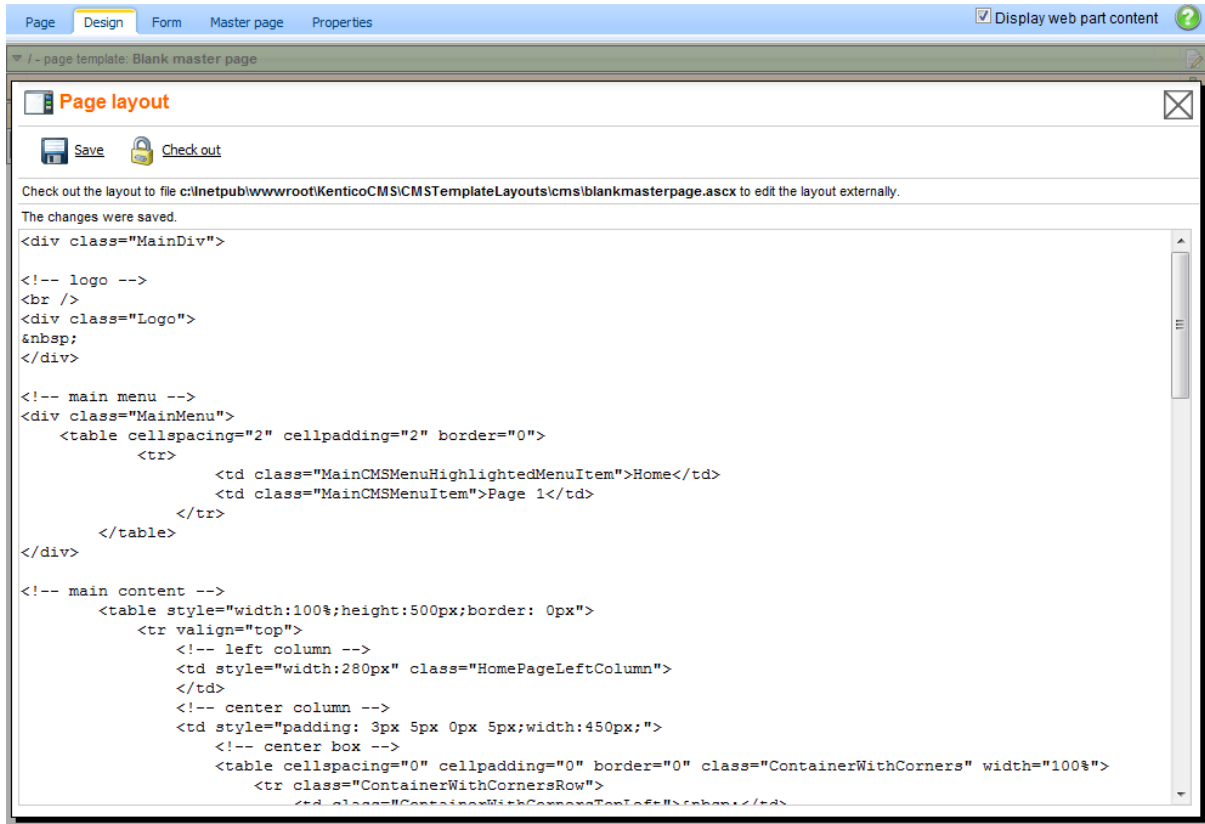 Page Design Form Master page Properties Display web part content
/ - page template: Blank master page
Page layout
Save Check out
Check out the layout to file c:\Inetpub\wwwroot\KenticoCMS\CMSTemplateLayouts\cms\blankmasterpage.ascx to edit the layout externally.
The changes were saved.
<div class="MainDiv">
<!-- logo -->
<br />
<div class="Logo">
&nbsp;
</div>
<!-- main menu -->
<div class="MainMenu">
<table cellspacing="2" cellpadding="2" border="0">
<tr>
<td class="MainCMSMenuHighlightedMenuItem">Home</td>
<td class="MainCMSMenuItem">Page 1</td>
</tr>
</table>
</div>
<!-- main content -->
<table style="width:100%;height:500px;border: 0px">
<tr valign="top">
<!-- left column -->
<td style="width:280px" class="HomePageLeftColumn">
</td>
<!-- center column -->
<td style="padding: 3px 5px 0px 5px;width:450px;">
<!-- center box -->
<table cellspacing="0" cellpadding="0" border="0" class="ContainerWithCorners" width="100%">
<tr class="ContainerWithCornersRow">
<td class="ContainerWithCornersTopLeft">&nbsp;</td>